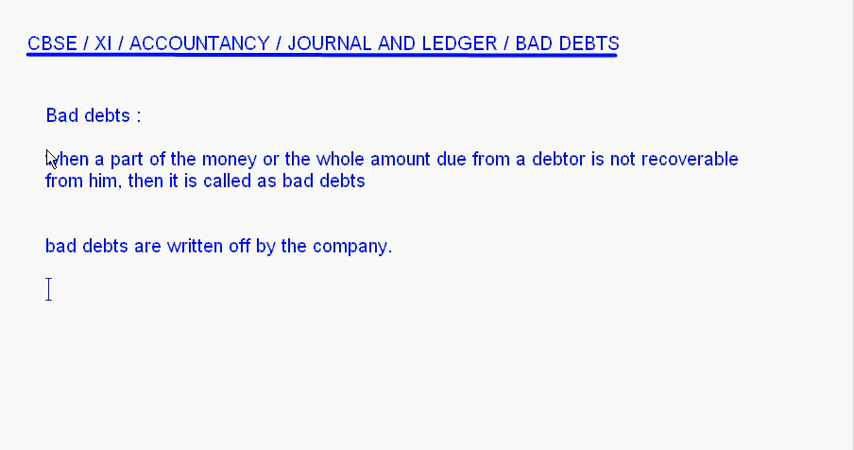 CBSE / XI / ACCOUNTANCY / JOURNAL AND LEDGER / BAD DEBTS
Bad debts :
when a part of the money or the whole amount due from a debtor is not recoverable
from him, then it is called as bad debts
bad debts are written off by the company.